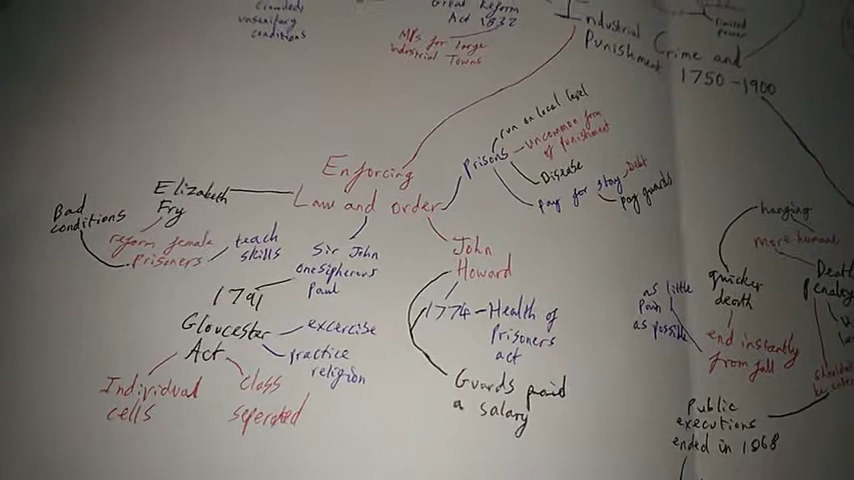 Crowded
unsanitary
conditions
Great Reform
Act 1832
MPs for large
Industrial Towns
limited
power
Industrial Crime and
Punishment
1750-1900
Enforcing
Law and order
Prisons
run on local level
uncommon form
of punishment
Disease
Pay for stay
Debt
pay guards
Elizabeth
Fry
Bad
conditions
reform female
Prisoners
teach
skills
Sir John
onesipherus
Paul
1791
Gloucester
Act
excercise
practice
religion
Individual
cells
Class
seperated
John
Howard
1774 - Health of
Prisoners
act
Guards paid
a salary
hanging
more humane
Death
penalty
quicker
death
as little
pain
as possible
end instantly
from fall
Public
executions
ended in 1868